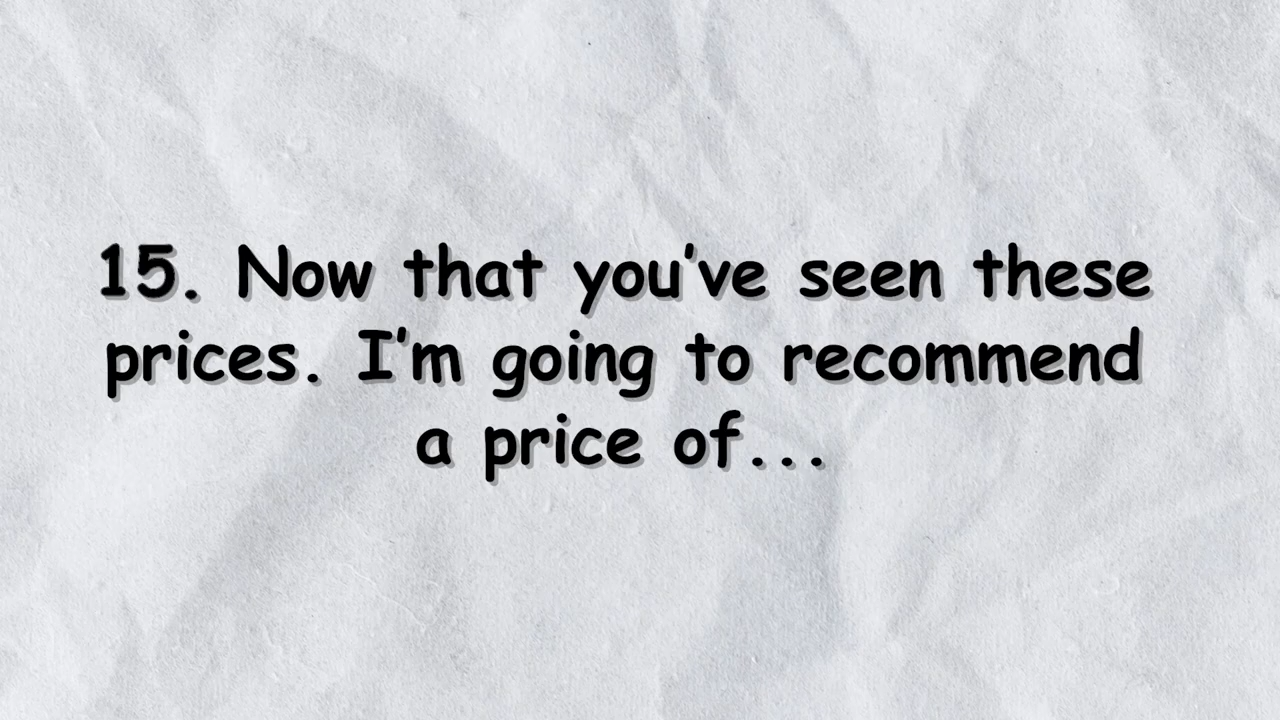 15. Now that you've seen these
prices. I'm going to recommend
a price of...